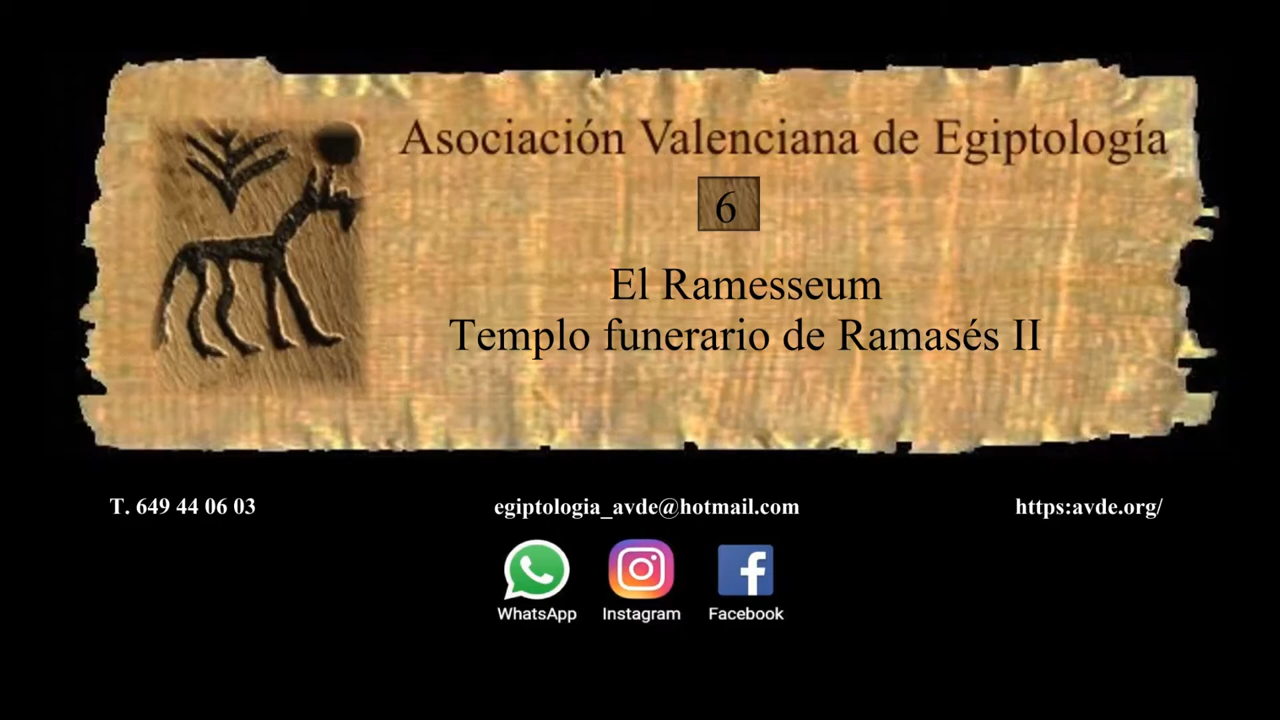 Asociación Valenciana de Egiptología
6
El Ramesseum
Templo funerario de Ramasés II
T. 649 44 06 03
egiptologia_avde@hotmail.com
https:avde.org/
WhatsApp
Instagram
Facebook